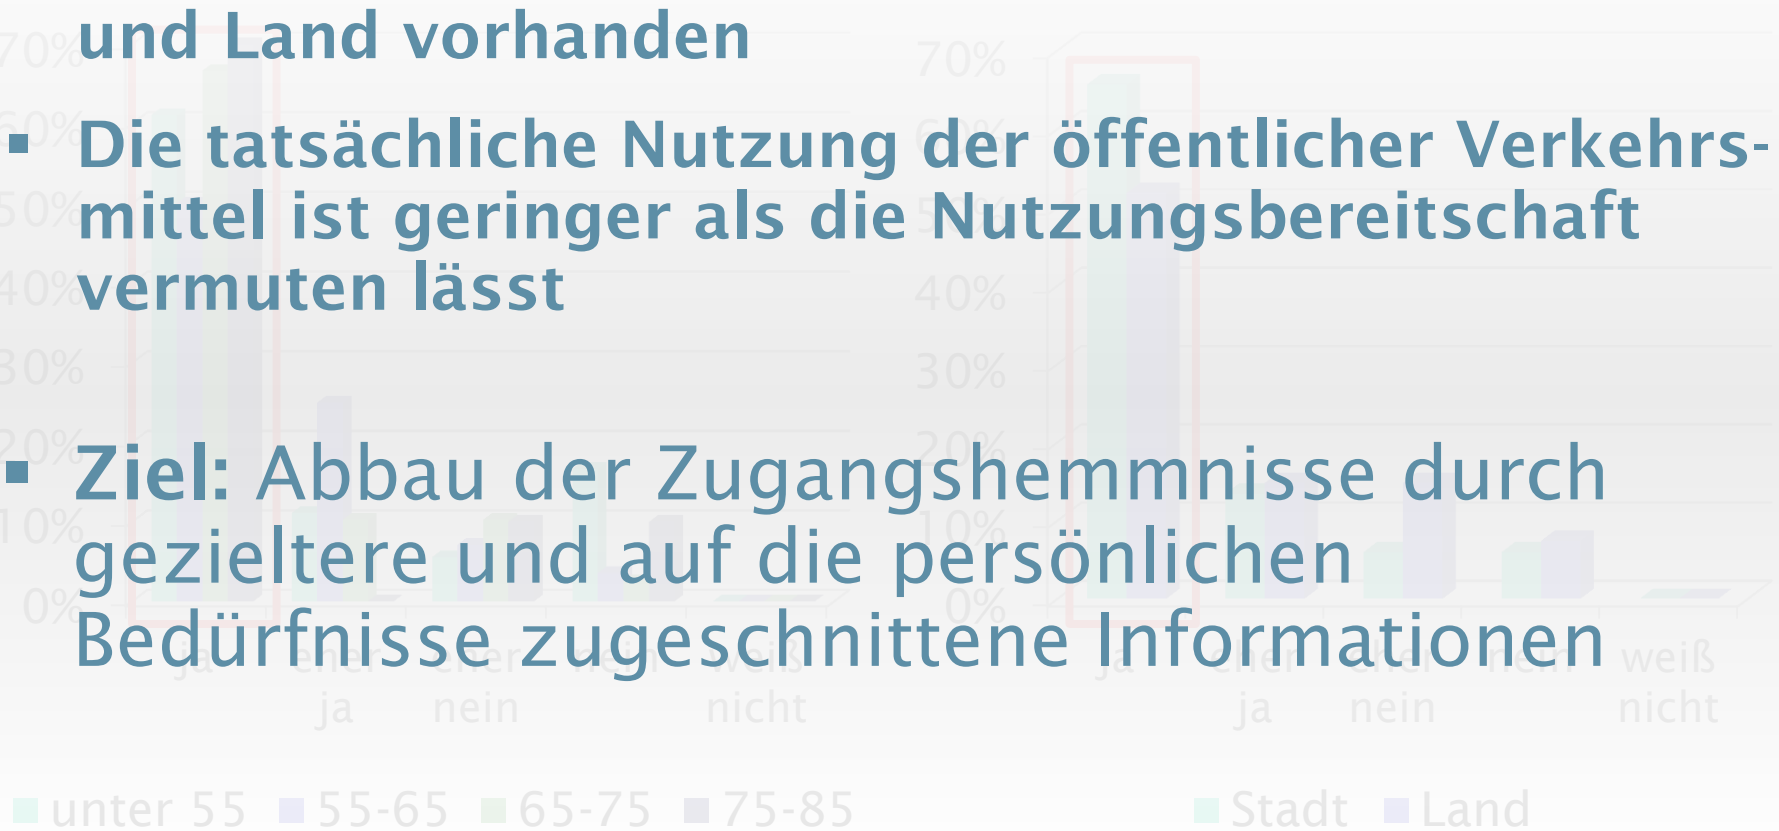 und Land vorhanden
▪ Die tatsächliche Nutzung der öffentlicher Verkehrs-
mittel ist geringer als die Nutzungsbereitschaft
vermuten lässt
▪ Ziel: Abbau der Zugangshemmnisse durch
gezieltere und auf die persönlichen
Bedürfnisse zugeschnittene Informationen
70%
60%
50%
40%
30%
20%
10%
0%
ja eher ja eher nein nein weiß nicht
unter 55 55-65 65-75 75-85
70%
60%
50%
40%
30%
20%
10%
0%
ja eher ja eher nein nein weiß nicht
Stadt Land